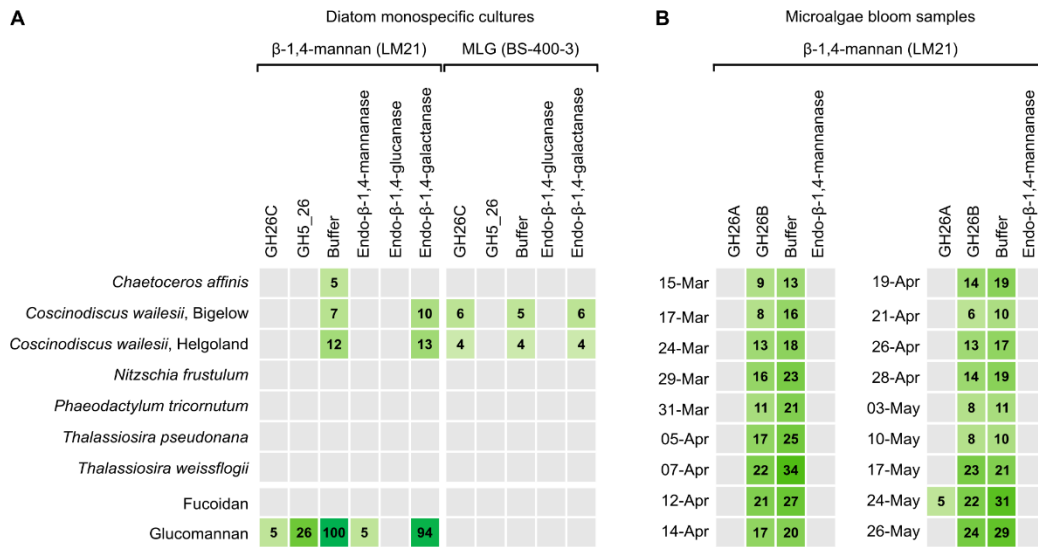 A
Diatom monospecific cultures
β-1,4-mannan (LM21)
MLG (BS-400-3)
GH26C
GH5_26
Buffer
Endo-β-1,4-mannanase
Endo-β-1,4-glucanase
Endo-β-1,4-galactanase
GH26C
GH5_26
Buffer
Endo-β-1,4-glucanase
Endo-β-1,4-galactanase
Chaetoceros affinis 5
Coscinodiscus wailesii, Bigelow 7 10 6 5 6
Coscinodiscus wailesii, Helgoland 12 13 4 4 4
Nitzschia frustulum
Phaeodactylum tricornutum
Thalassiosira pseudonana
Thalassiosira weissflogii
Fucoidan
Glucomannan 5 26 100 5 94
B
Microalgae bloom samples
β-1,4-mannan (LM21)
GH26A
GH26B
Buffer
Endo-β-1,4-mannanase
15-Mar 9 13
17-Mar 8 16
24-Mar 13 18
29-Mar 16 23
31-Mar 11 21
05-Apr 17 25
07-Apr 22 34
12-Apr 21 27
14-Apr 17 20
GH26A
GH26B
Buffer
Endo-β-1,4-mannanase
19-Apr 14 19
21-Apr 6 10
26-Apr 13 17
28-Apr 14 19
03-May 8 11
10-May 8 10
17-May 23 21
24-May 5 22 31
26-May 24 29